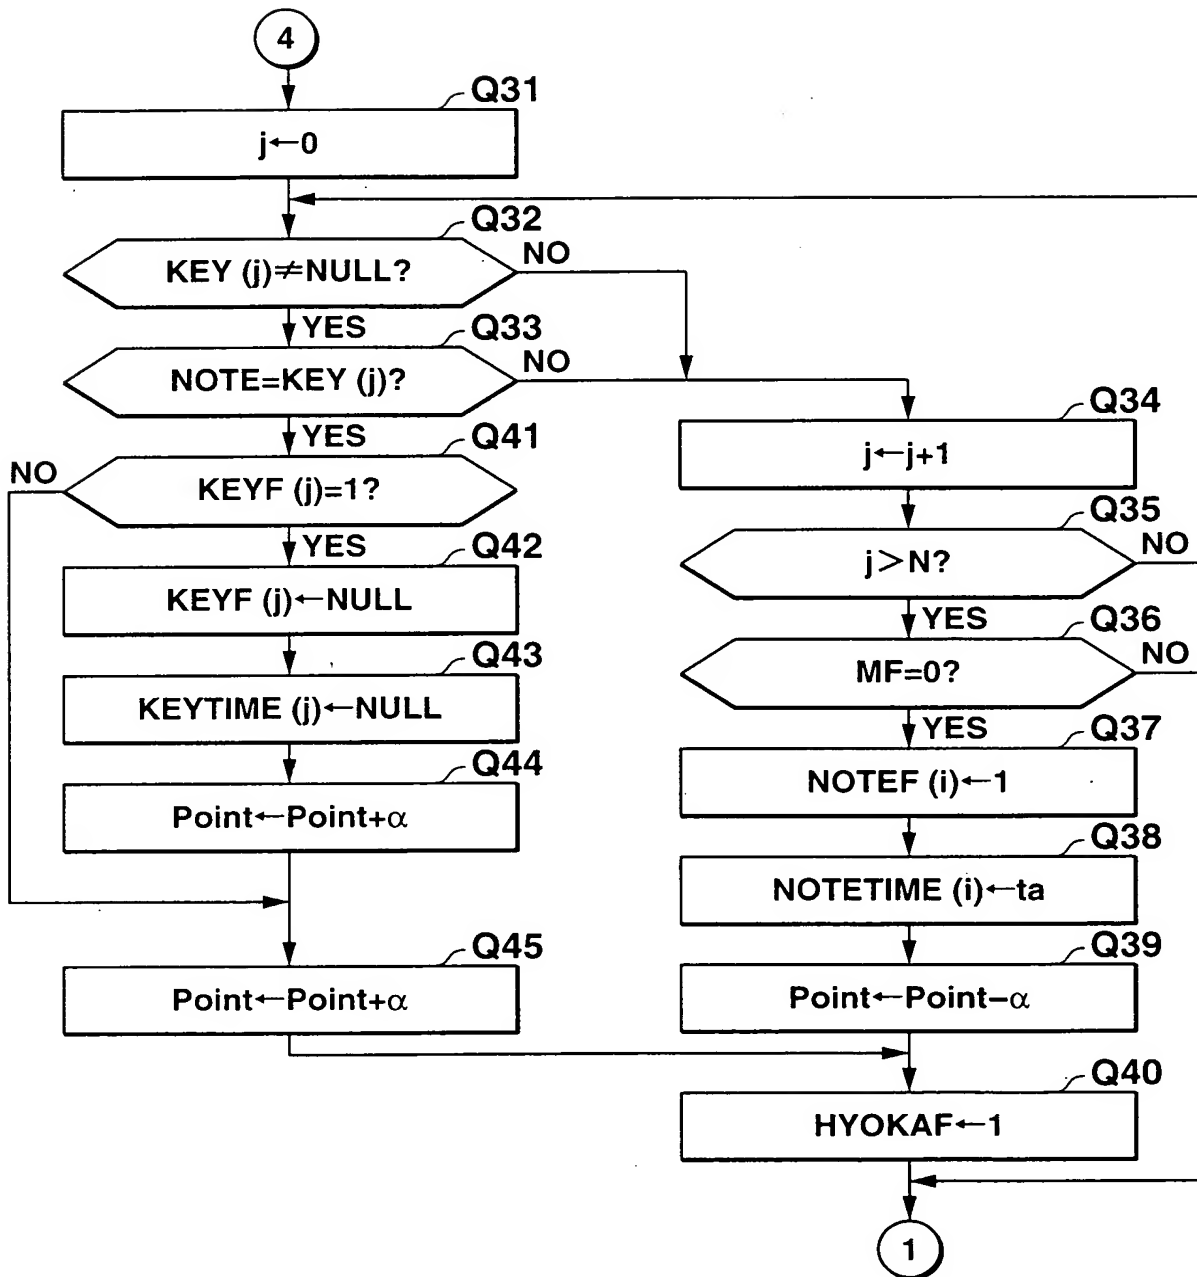 4
Q31
j←0
Q32
KEY (j)≠NULL?
NO
YES
Q33
NOTE=KEY (j)?
NO
YES
Q41
NO
KEYF (j)=1?
YES
Q42
KEYF (j)←NULL
Q43
KEYTIME (j)←NULL
Q44
Point←Point+α
Q45
Point←Point+α
Q34
j←j+1
Q35
j>N?
NO
YES
Q36
MF=0?
NO
YES
Q37
NOTEF (i)←1
Q38
NOTETIME (i)←ta
Q39
Point←Point−α
Q40
HYOKAF←1
1